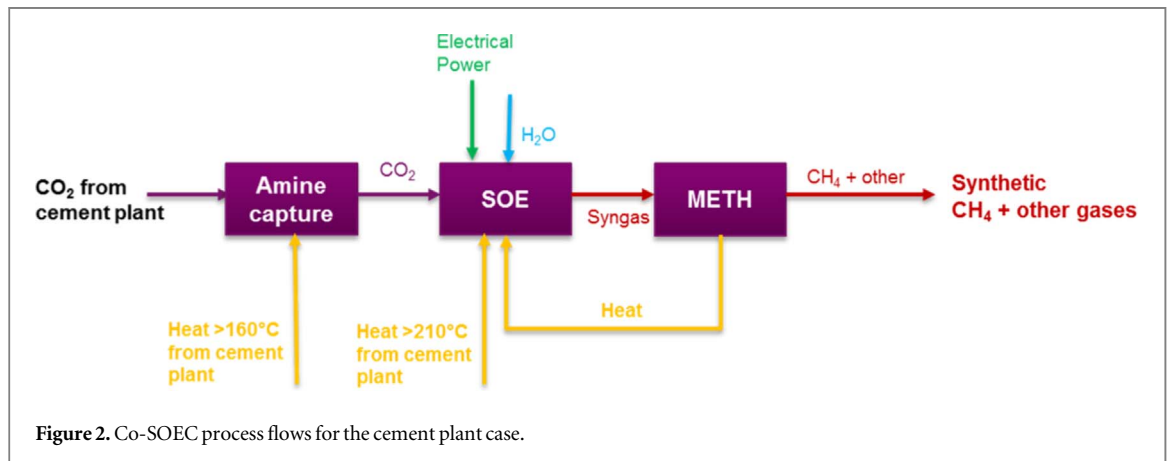 Electrical
Power
H₂O
CO₂ from
cement plant
Amine
capture
CO₂
SOE
Syngas
METH
CH₄ + other
Synthetic
CH₄ + other gases
Heat >160°C
from cement
plant
Heat >210°C
from cement
plant
Heat
Figure 2. Co-SOEC process flows for the cement plant case.